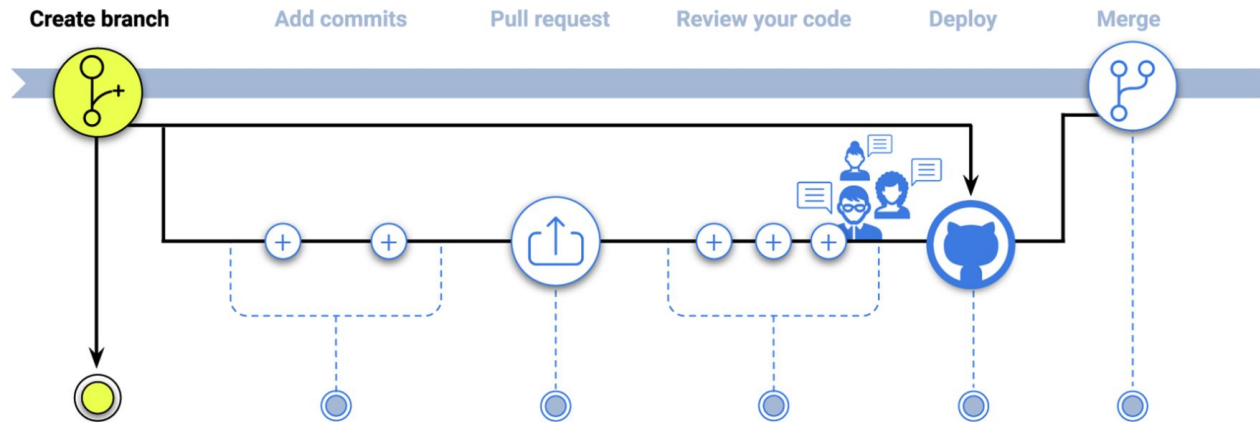 Create branch
Add commits
Pull request
Review your code
Deploy
Merge